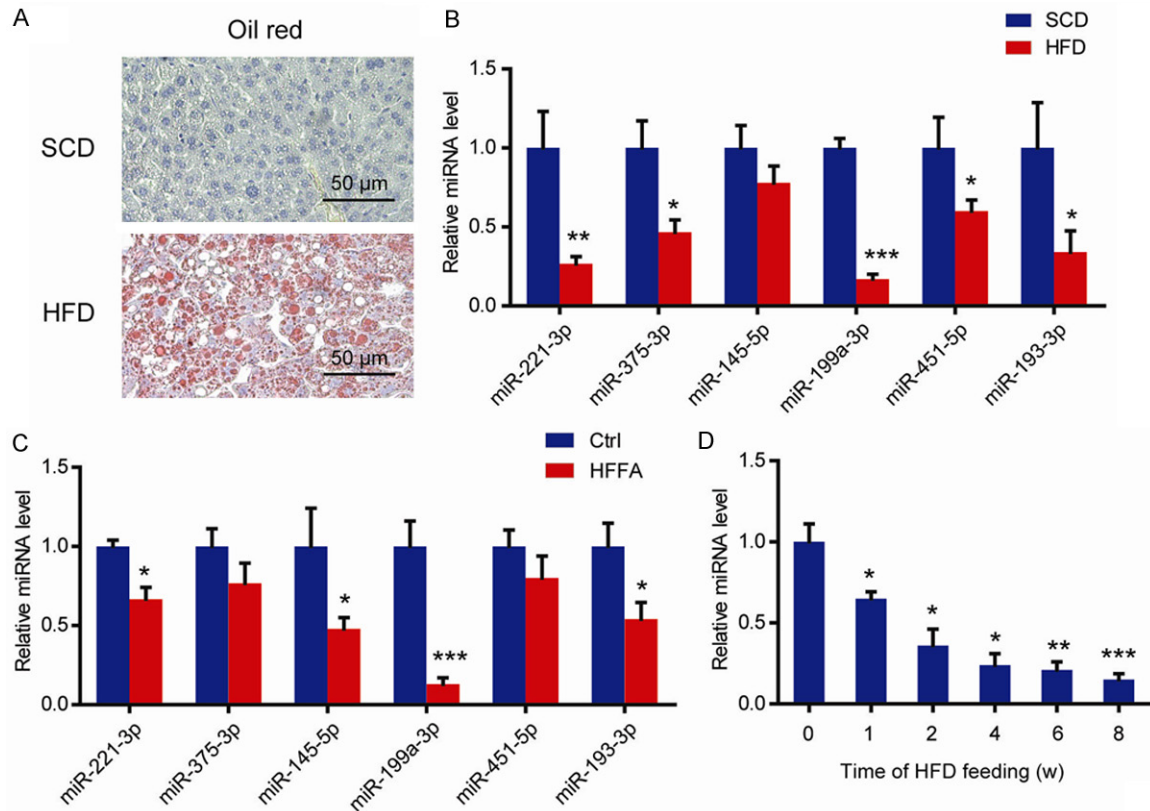 A
Oil red
SCD
50 µm
HFD
50 µm
B
SCD
HFD
Relative miRNA level
1.5
1.0
0.5
0.0
**
*
***
*
*
miR-221-3p
miR-375-3p
miR-145-5p
miR-199a-3p
miR-451-5p
miR-193-3p
C
Ctrl
HFFA
Relative miRNA level
1.5
1.0
0.5
0.0
*
*
***
*
miR-221-3p
miR-375-3p
miR-145-5p
miR-199a-3p
miR-451-5p
miR-193-3p
D
Relative miRNA level
1.5
1.0
0.5
0.0
*
*
*
**
***
0 1 2 4 6 8
Time of HFD feeding (w)